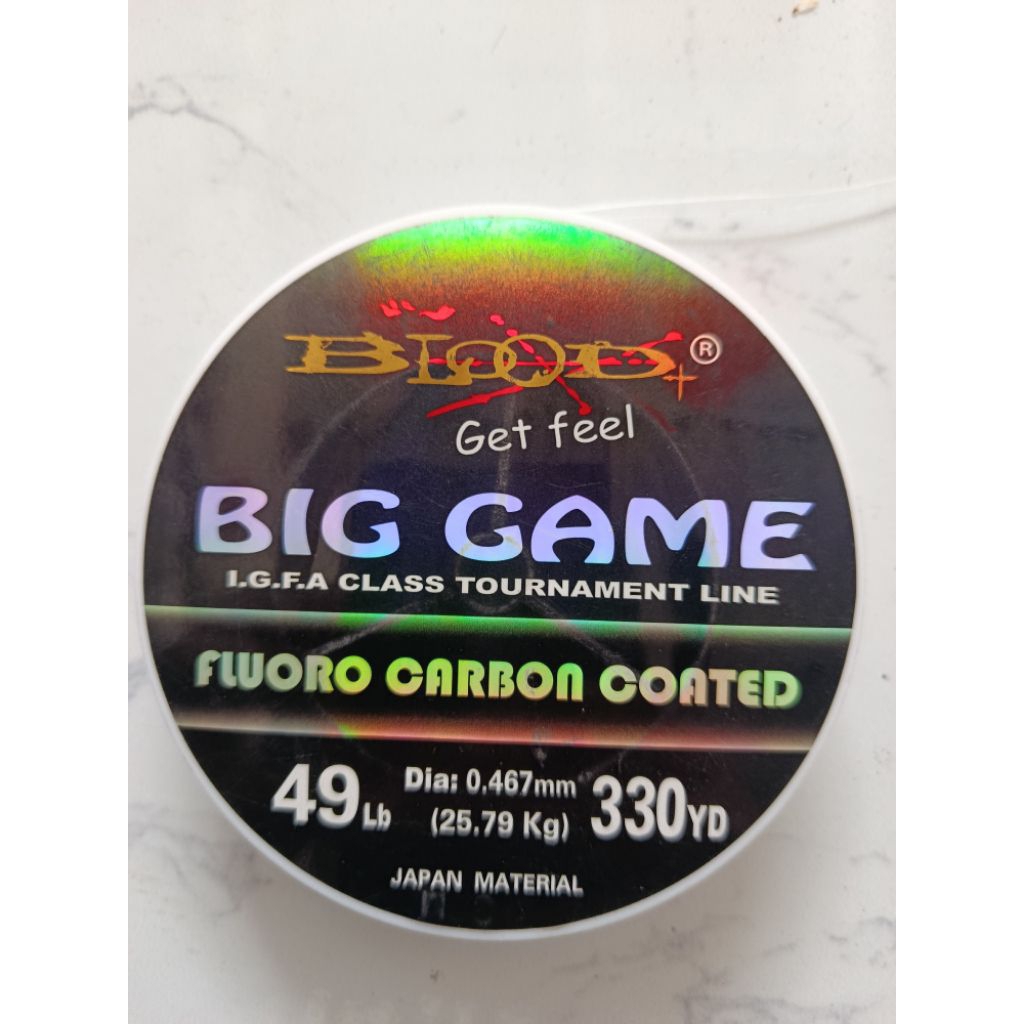 BLOOD+®
Get feel
BIG GAME
I.G.F.A CLASS TOURNAMENT LINE
FLUORO CARBON COATED
49Lb Dia: 0.467mm (25.79 Kg) 330YD
JAPAN MATERIAL